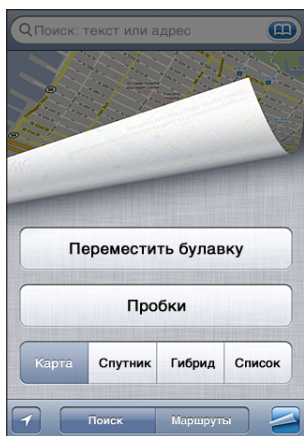 Поиск: текст или адрес
Переместить булавку
Пробки
Карта Спутник Гибрид Список
Поиск Маршруты